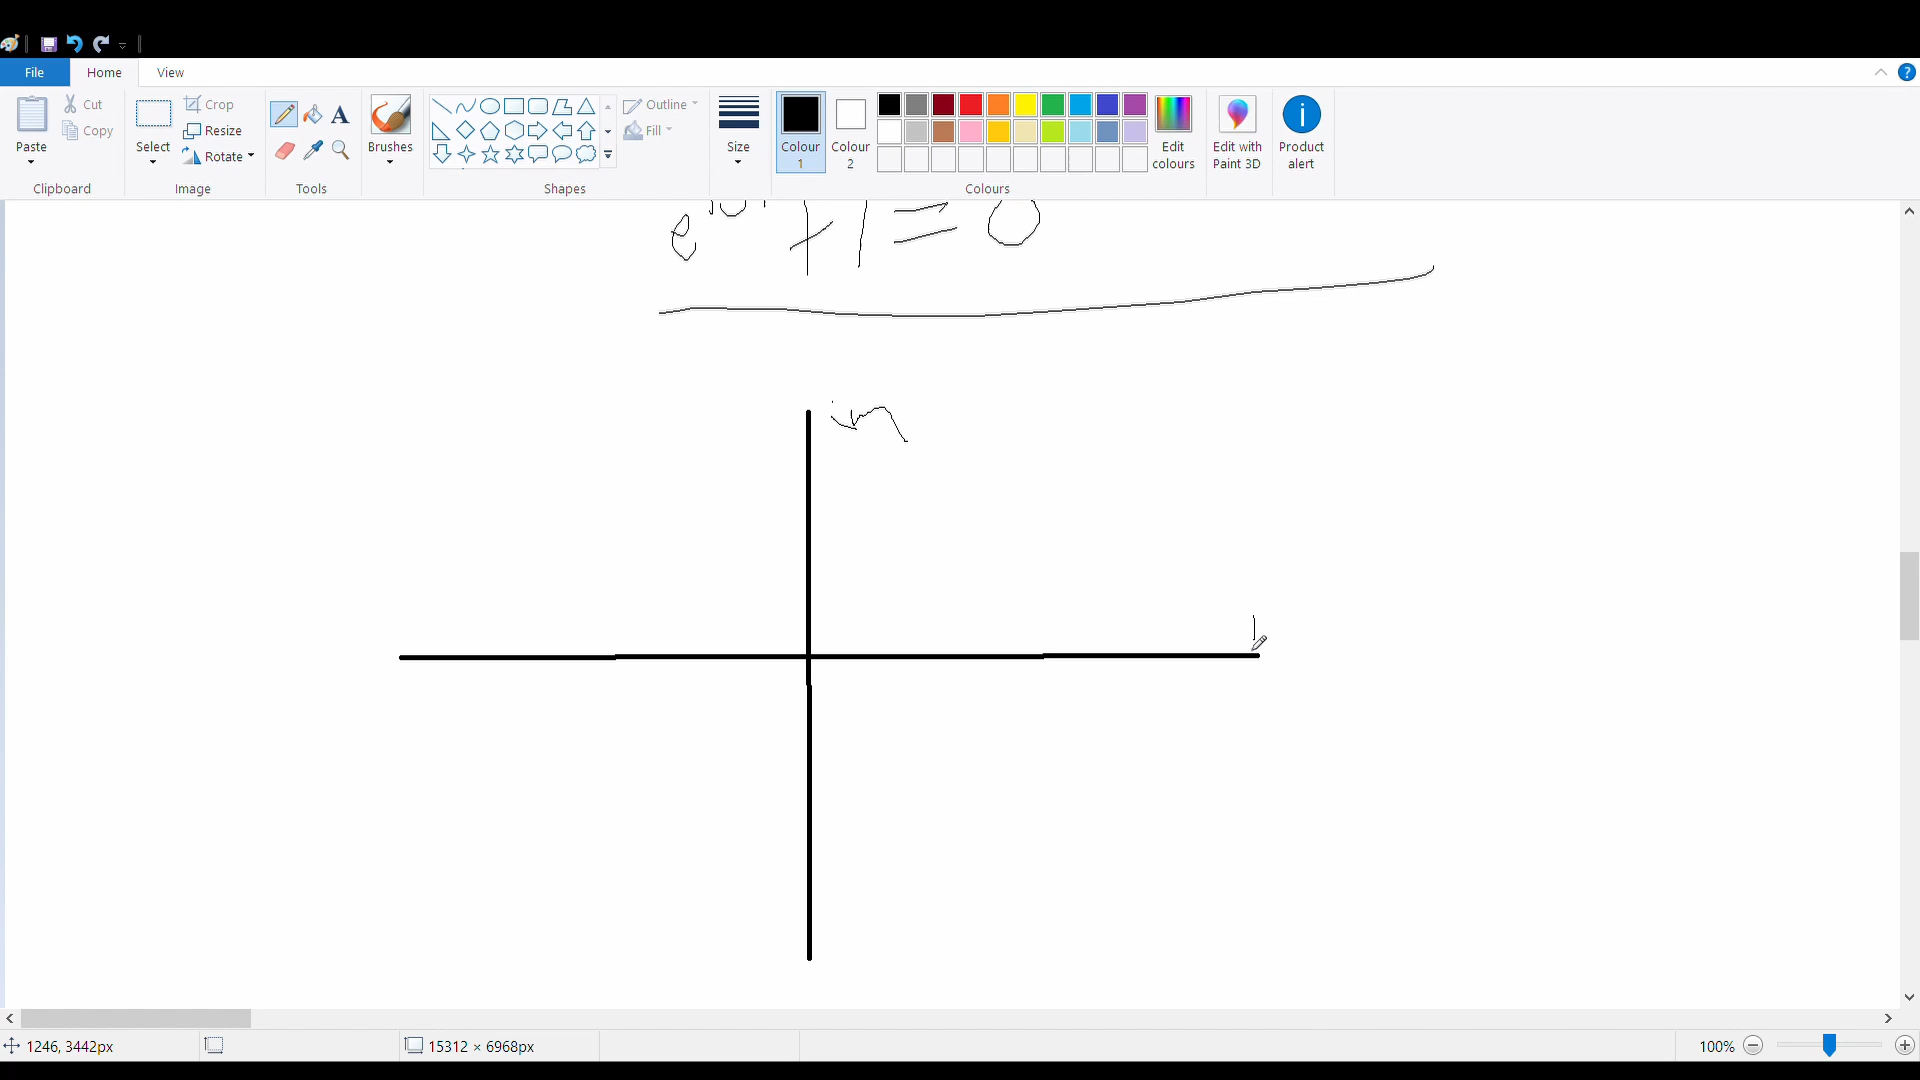 File Home View
Paste Cut Copy Select Crop Resize Rotate Brushes Outline Fill Size Colour 1 Colour 2 Edit colours Edit with Paint 3D Product alert
Clipboard Image Tools Shapes Colours
+1=0
im
1246, 3442px 15312 × 6968px 100%